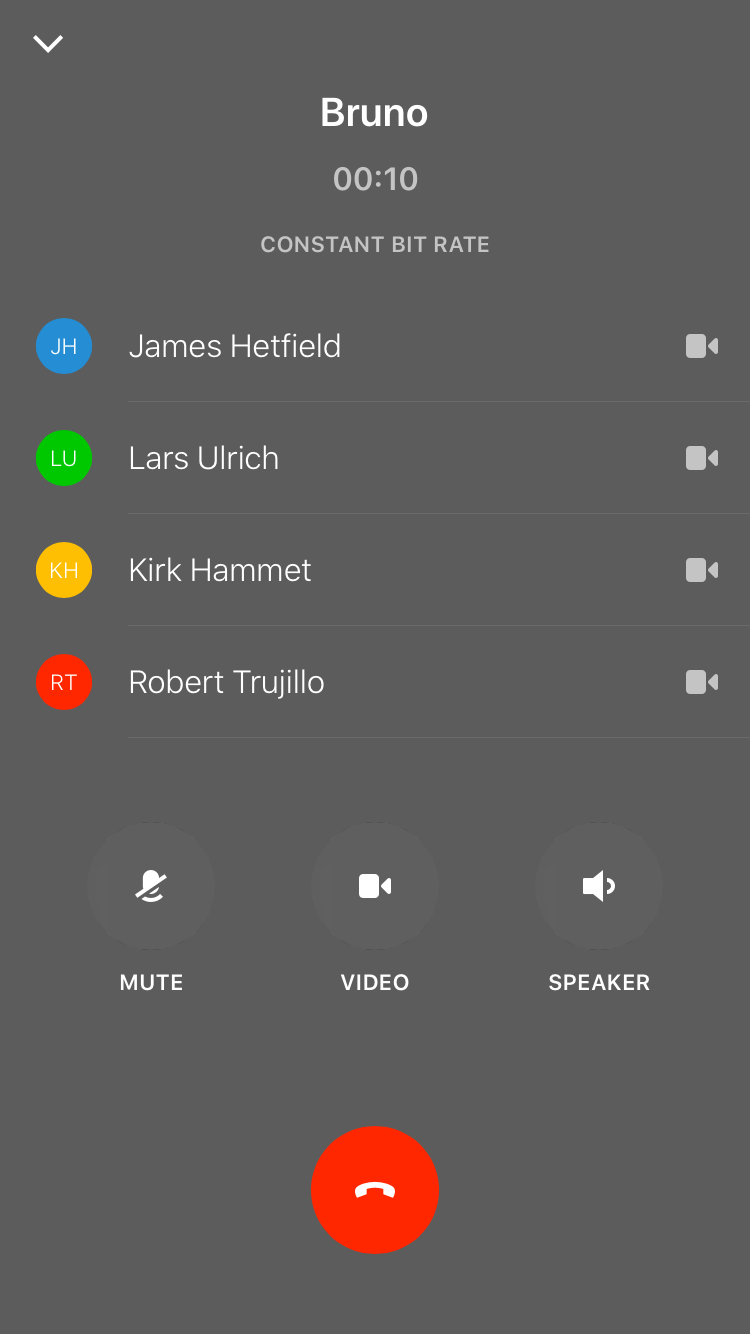 Bruno
00:10
CONSTANT BIT RATE
JH James Hetfield
LU Lars Ulrich
KH Kirk Hammet
RT Robert Trujillo
MUTE VIDEO SPEAKER